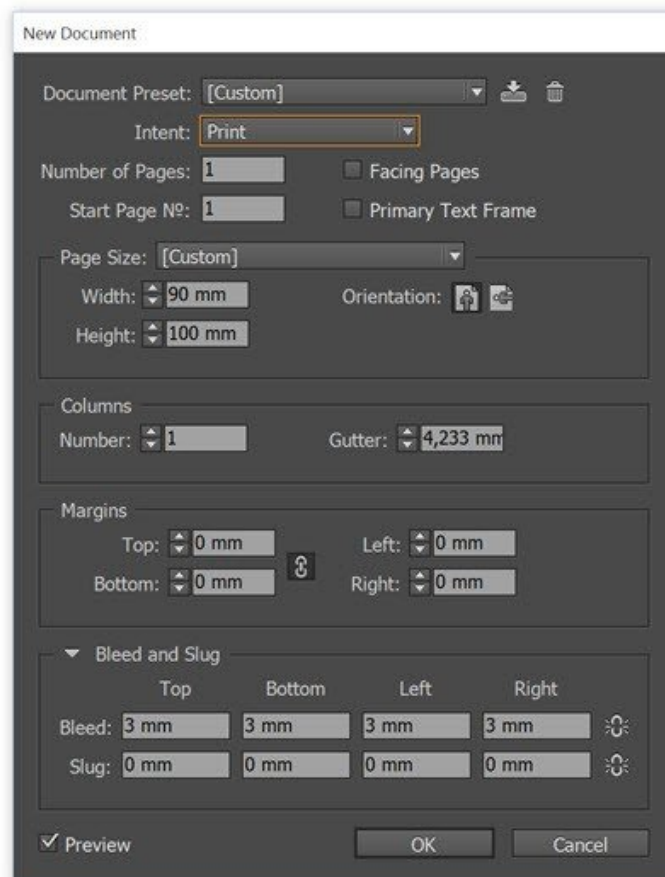 New Document
Document Preset: [Custom]
Intent: Print
Number of Pages: 1 Facing Pages
Start Page Nº: 1 Primary Text Frame
Page Size: [Custom]
Width: 90 mm Orientation:
Height: 100 mm
Columns
Number: 1 Gutter: 4,233 mm
Margins
Top: 0 mm Left: 0 mm
Bottom: 0 mm Right: 0 mm
Bleed and Slug
Top Bottom Left Right
Bleed: 3 mm 3 mm 3 mm 3 mm
Slug: 0 mm 0 mm 0 mm 0 mm
Preview OK Cancel